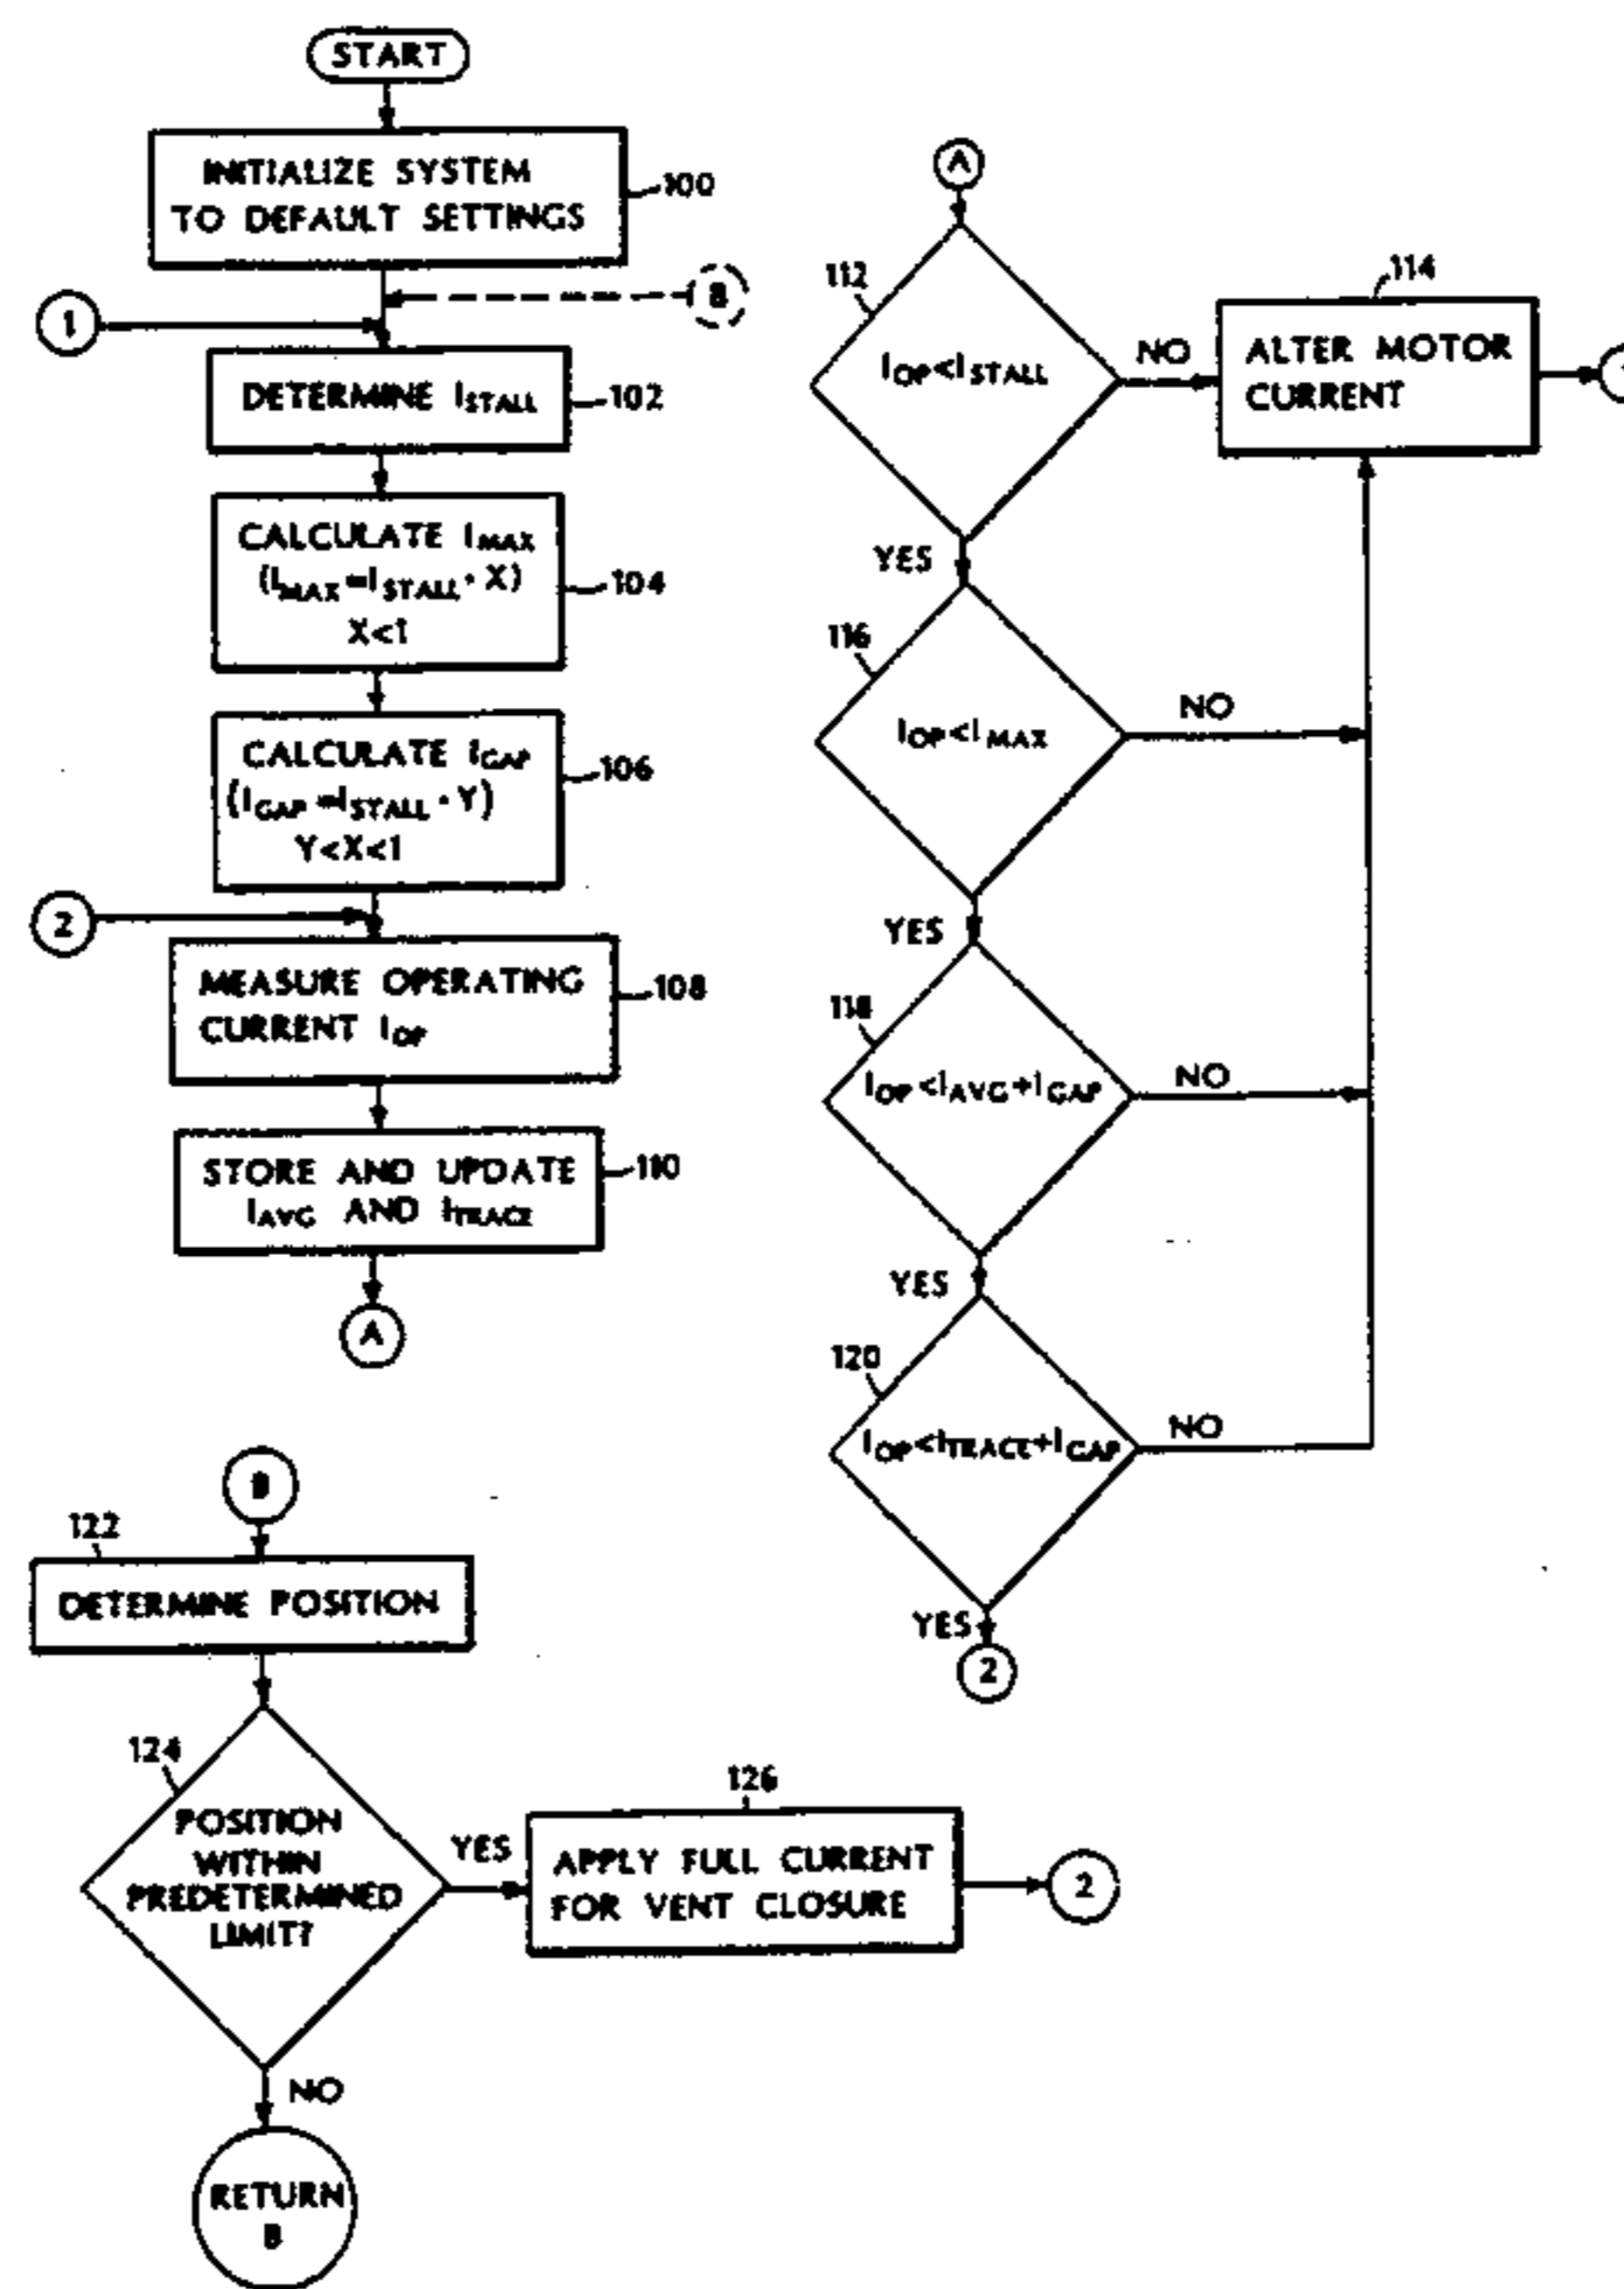 START
INITIALIZE SYSTEM
TO DEFAULT SETTINGS
100
B
1
DETERMINE ISTALL
102
CALCULATE IMAX
(IMAX=ISTALL·X)
X<1
104
CALCULATE IGAP
(IGAP=ISTALL·Y)
Y<X<1
106
2
MEASURE OPERATING
CURRENT IOP
108
STORE AND UPDATE
IAVG AND ITRACE
110
A
A
112
IOP<ISTALL
NO
114
ALTER MOTOR
CURRENT
YES
116
IOP<IMAX
NO
YES
118
IOP<IAVG+IGAP
NO
YES
120
IOP<ITRACE+IGAP
NO
YES
2
B
122
DETERMINE POSITION
124
POSITION
WITHIN
PREDETERMINED
LIMIT?
YES
126
APPLY FULL CURRENT
FOR VENT CLOSURE
2
NO
RETURN
B